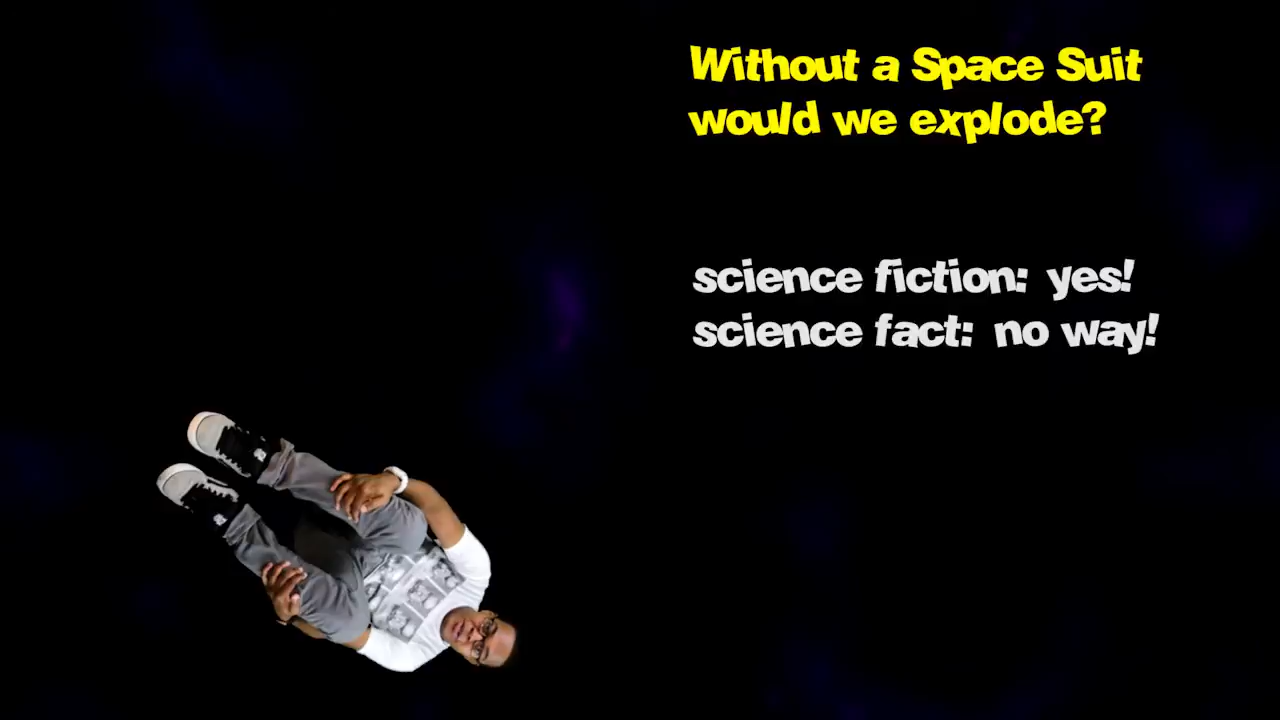 Without a Space Suit
would we explode?
science fiction: yes!
science fact: no way!